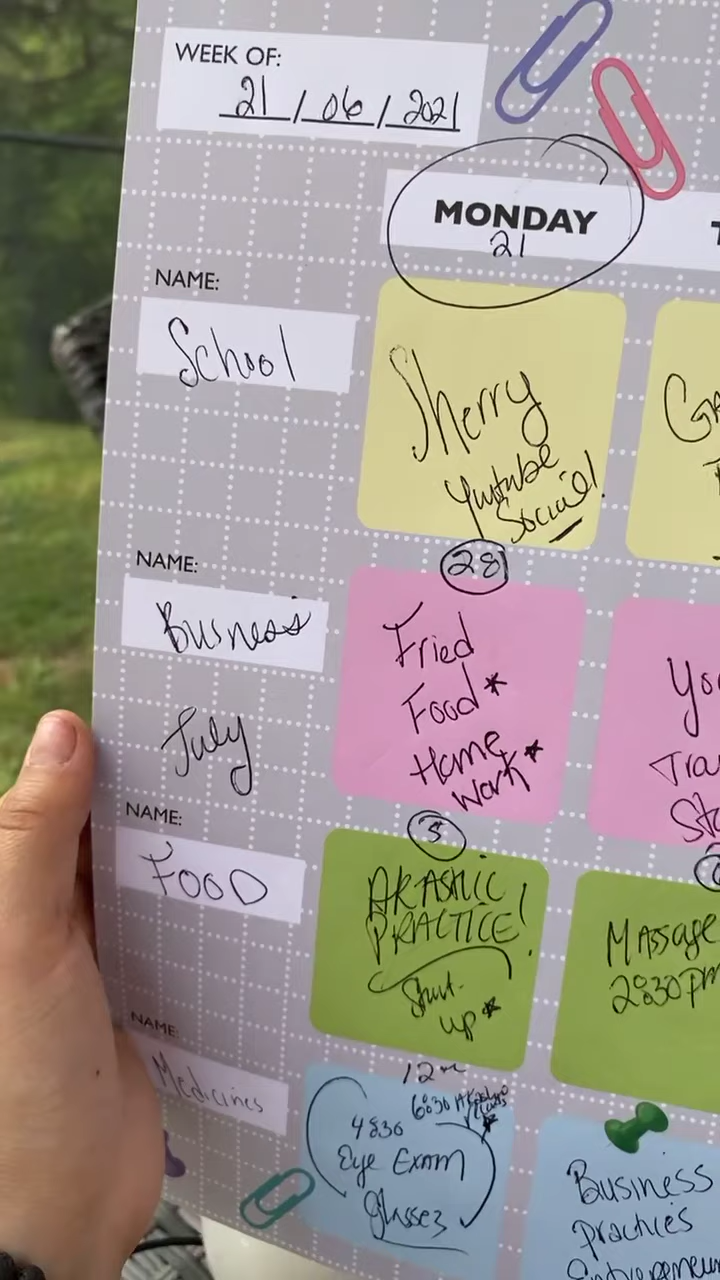 WEEK OF:
21 / 06 / 2021
MONDAY
21
NAME:
School
Sherry
Youtube
Social!
NAME:
Business
28
Fried
Food*
Home
Work*
July
NAME:
FOOD
5
AKASHIC
PRACTICE!
Shut-
up*
Massage
2:30pm
NAME:
Medicines
12
6:30
4:30
Eye Exam
Glasses
Business
Practies